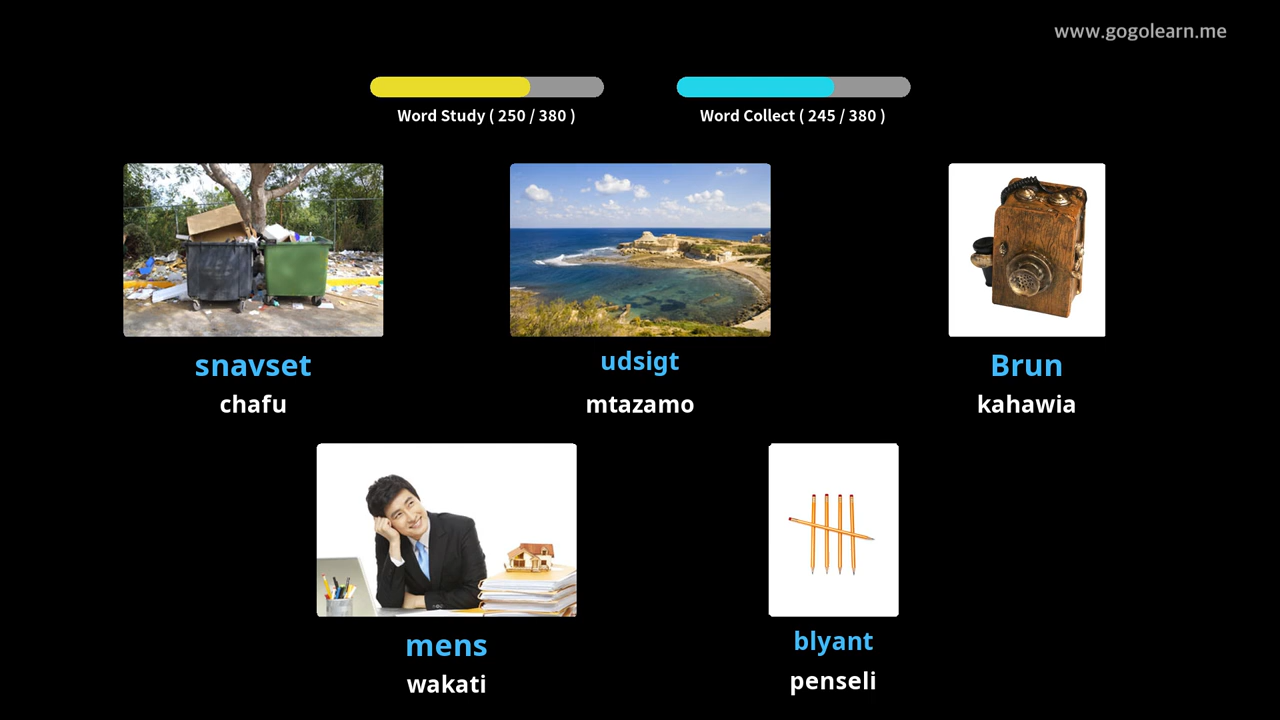 www.gogolearn.me
Word Study ( 250 / 380 )
Word Collect ( 245 / 380 )
snavset
chafu
udsigt
mtazamo
Brun
kahawia
mens
wakati
blyant
penseli